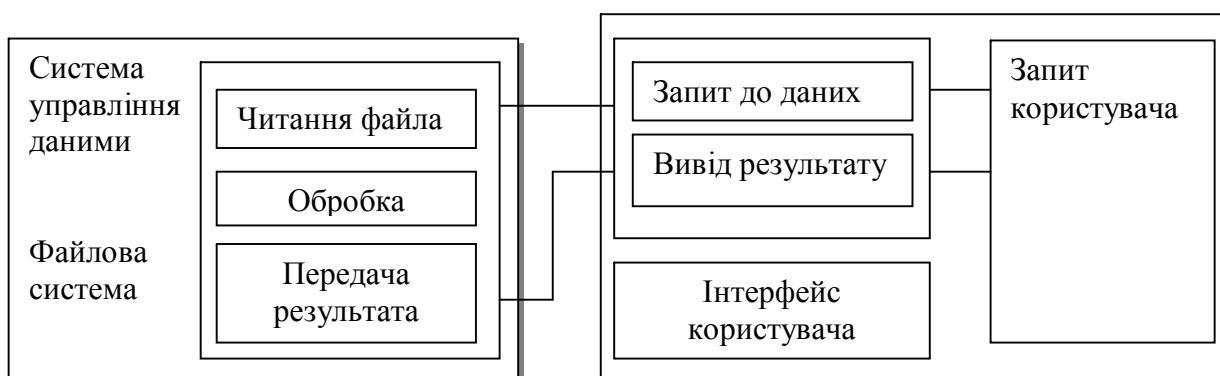 Система
управління
даними
Файлова
система
Читання файла
Обробка
Передача
результата
Запит до даних
Вивід результату
Інтерфейс
користувача
Запит
користувача